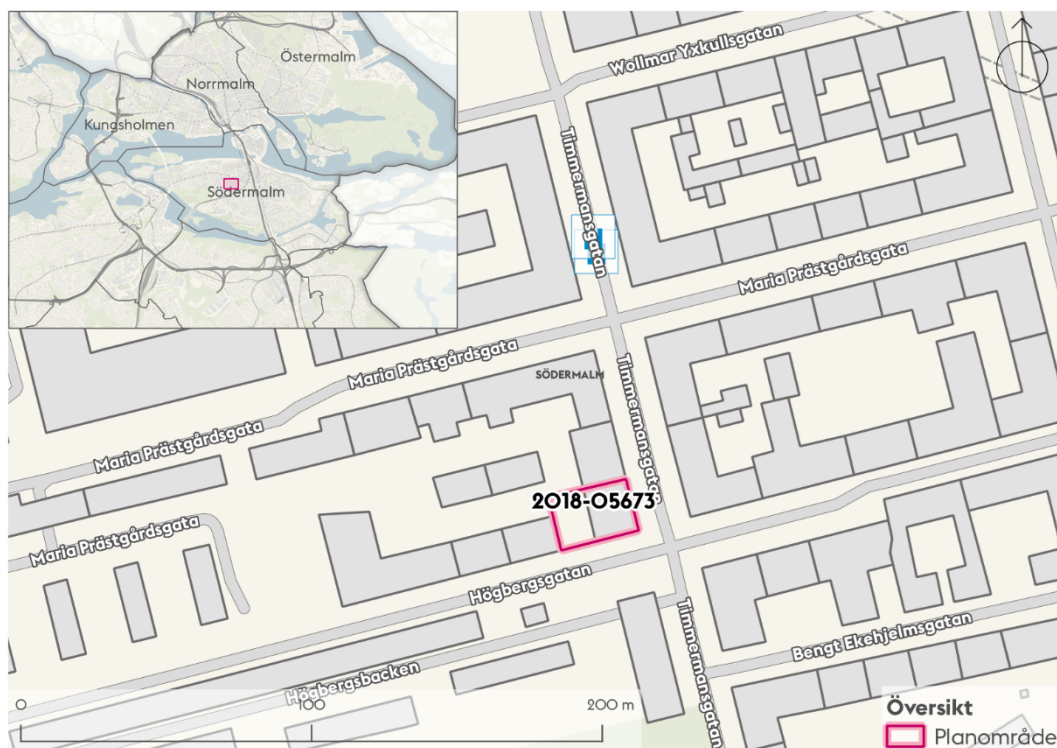 Östermalm
Norrmalm
Kungsholmen
Södermalm
Wollmar Yxkullsgatan
Timmermansgatan
Maria Prästgårdsgata
Maria Prästgårdsgata
SÖDERMALM
Timmermansgatan
Maria Prästgårdsgata
2018-05673
Maria Prästgårdsgata
Högbergsgatan
Timmermansgatan
Bengt Ekehjelmsgatan
Högbergsbacken
0 100 200 m
Översikt
Planområde